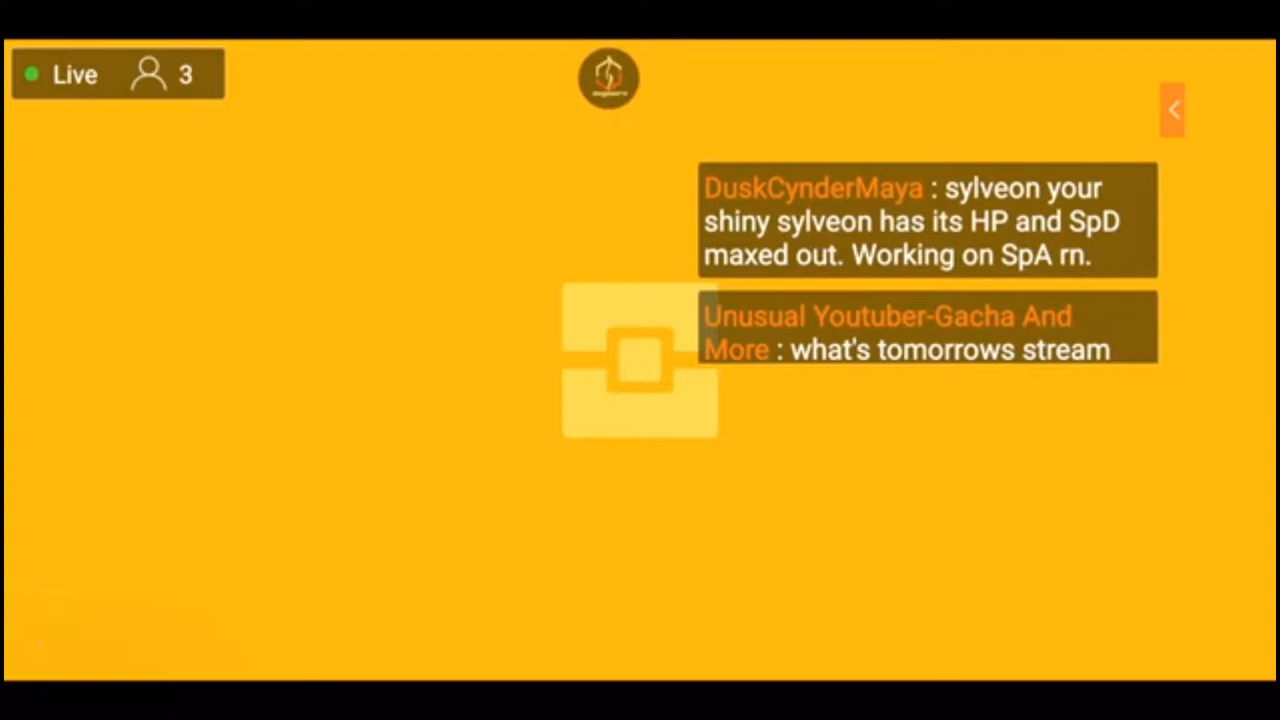 Live 3
DuskCynderMaya : sylveon your
shiny sylveon has its HP and SpD
maxed out. Working on SpA rn.
Unusual Youtuber-Gacha And
More : what's tomorrows stream